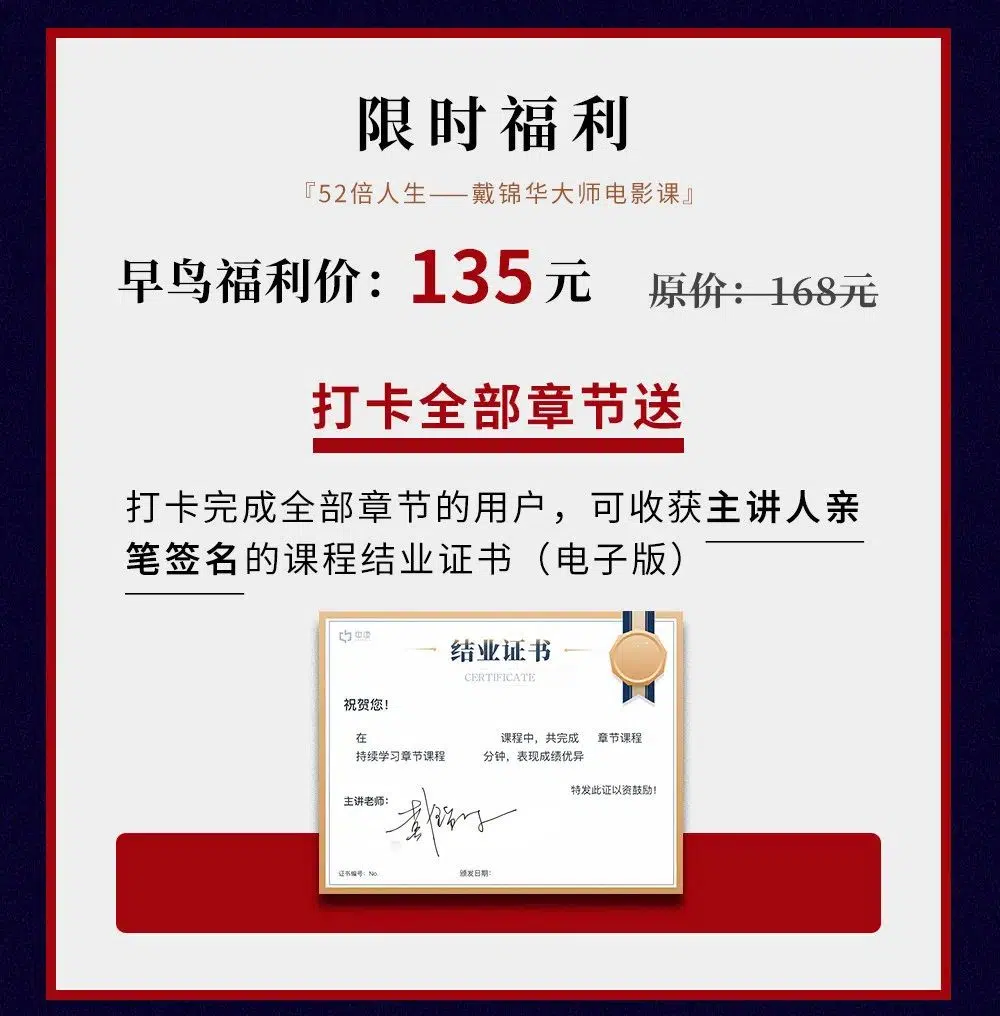 限时福利
『52倍人生——戴锦华大师电影课』
早鸟福利价：135元 原价：168元
打卡全部章节送
打卡完成全部章节的用户，可收获主讲人亲
笔签名的课程结业证书（电子版）
结业证书
CERTIFICATE
祝贺您！
在 课程中，共完成 章节课程
持续学习章节课程 分钟，表现成绩优异
特发此证以资鼓励！
主讲老师：
戴锦华
证书编号：No. 颁发日期：